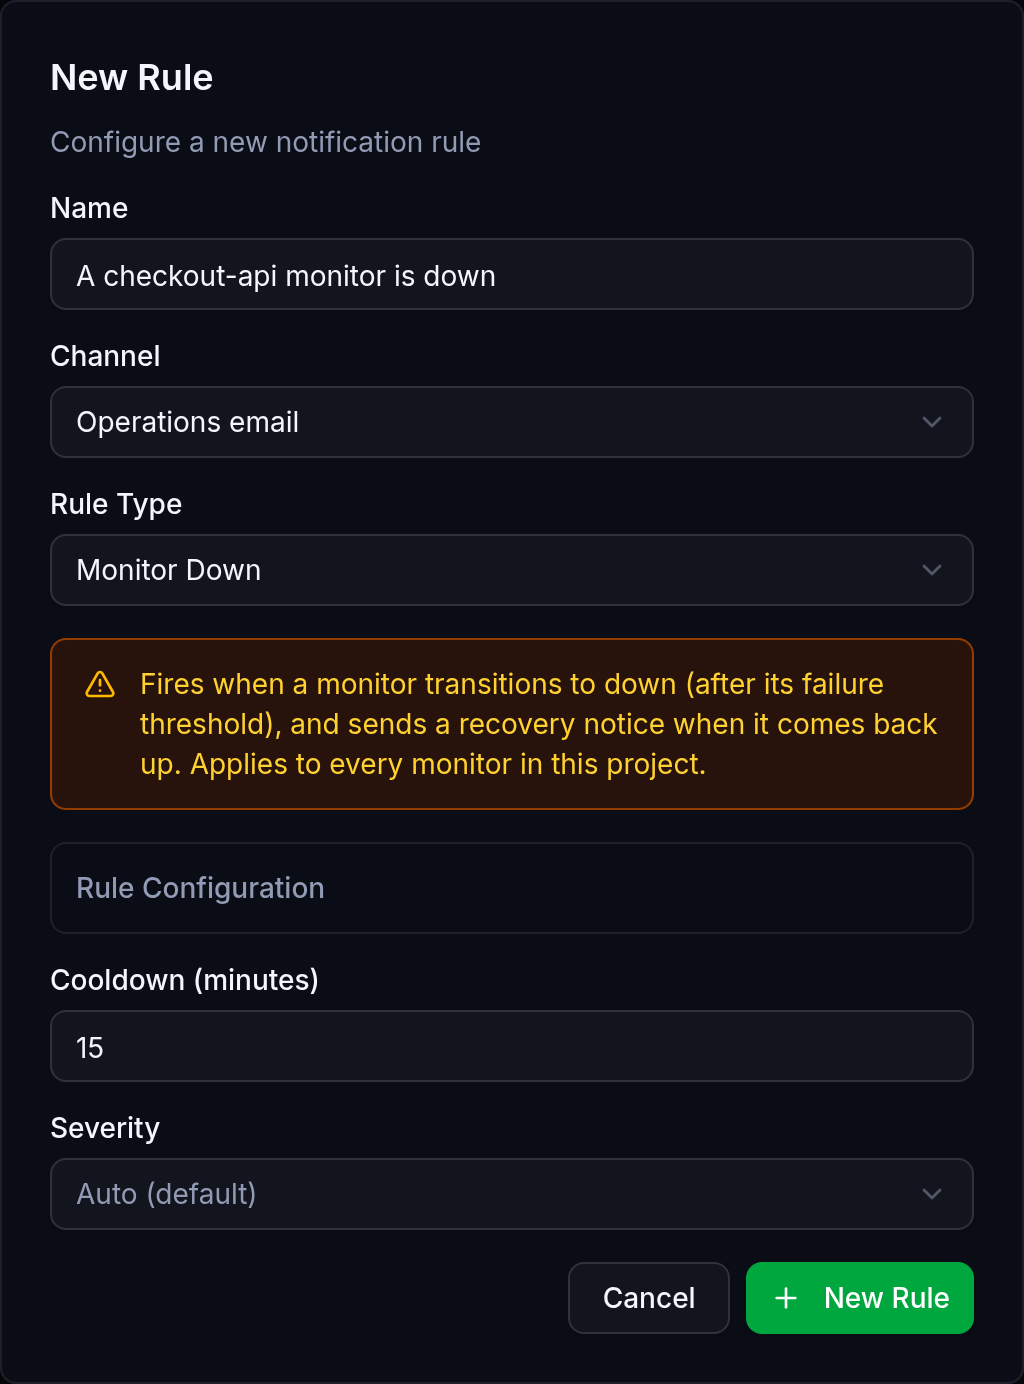 New Rule
Configure a new notification rule
Name
A checkout-api monitor is down
Channel
Operations email
Rule Type
Monitor Down
Fires when a monitor transitions to down (after its failure
threshold), and sends a recovery notice when it comes back
up. Applies to every monitor in this project.
Rule Configuration
Cooldown (minutes)
15
Severity
Auto (default)
Cancel
+ New Rule